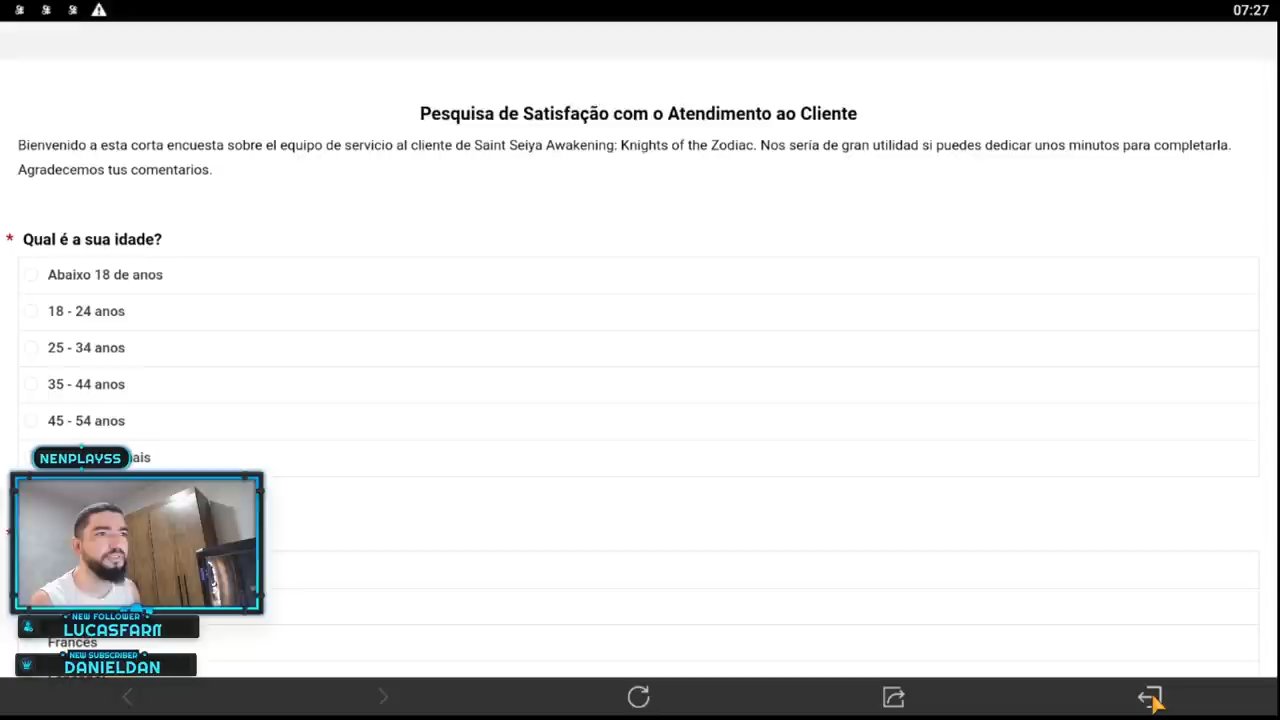 07:27
Pesquisa de Satisfação com o Atendimento ao Cliente
Bienvenido a esta corta encuesta sobre el equipo de servicio al cliente de Saint Seiya Awakening: Knights of the Zodiac. Nos sería de gran utilidad si puedes dedicar unos minutos para completarla.
Agradecemos tus comentarios.
* Qual é a sua idade?
Abaixo 18 de anos
18 - 24 anos
25 - 34 anos
35 - 44 anos
45 - 54 anos
NENPLAYSS
NEW FOLLOWER
LUCASFARM
Francés
NEW SUBSCRIBER
DANIELDAN